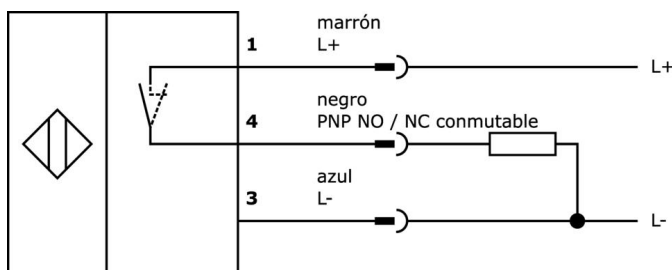 marrón
1 L+ L+
negro
4 PNP NO / NC conmutable
azul
3 L- L-